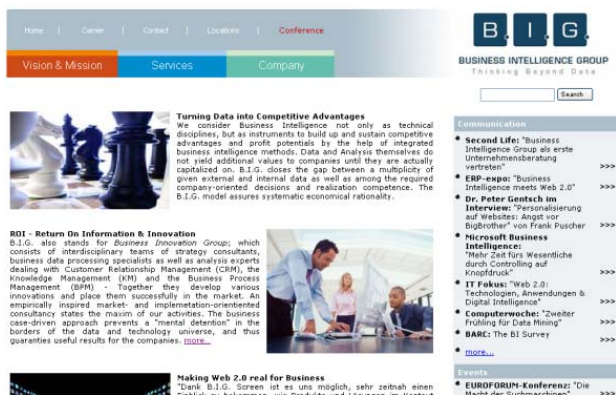 Home | Carrier | Contact | Locations | Conference
Vision & Mission
Services
Company
B. I. G.
BUSINESS INTELLIGENCE GROUP
Thinking Beyond Data
Search
Turning Data into Competitive Advantages
We consider Business Intelligence not only as technical
disciplines, but as instruments to build up and sustain competitive
advantages and profit potentials by the help of integrated
business intelligence methods. Data and Analysis themselves do
not yield additional values to companies until they are actually
capitalized on. B.I.G. closes the gap between a multiplicity of
given external and internal data as well as among the required
company-oriented decisions and realization competence. The
B.I.G. model assures systematic economical rationality.
ROI - Return On Information & Innovation
B.I.G. also stands for Business Innovation Group; which
consists of interdisciplinary teams of strategy consultants,
business data processing specialists as well as analysis experts
dealing with Customer Relationship Management (CRM), the
Knowledge Management (KM) and the Business Process
Management (BPM) - Together they develop various
innovations and place them successfully in the market. An
empirically inspired market- and implemetation-orientiented
consultancy states the maxim of our activities. The business
case-driven approach prevents a "mental detention" in the
borders of the data and technology universe, and thus
guaranties useful results for the companies. more...
Making Web 2.0 real for Business
"Dank B.I.G. Screen ist es uns möglich, sehr zeitnah einen
Einblick zu bekommen, wie Produkte und Lösungen im Kontext
Communication
Second Life: "Business
Intelligence Group als erste
Unternehmensberatung
vertreten" >>>
ERP-expo: "Business
Intelligence meets Web 2.0" >>>
Dr. Peter Gentsch im
Interview: "Personalisierung
auf Websites: Angst vor
BigBrother" von Frank Puscher >>>
Microsoft Business
Intelligence:
"Mehr Zeit fürs Wesentliche
durch Controlling auf
Knopfdruck" >>>
IT Fokus: "Web 2.0:
Technologien, Anwendungen &
Digital Intelligence" >>>
Computerwoche: "Zweiter
Frühling für Data Mining" >>>
BARC: The BI Survey >>>
more...
Events
EUROFORUM-Konferenz: "Die
Macht der Suchmaschinen" >>>